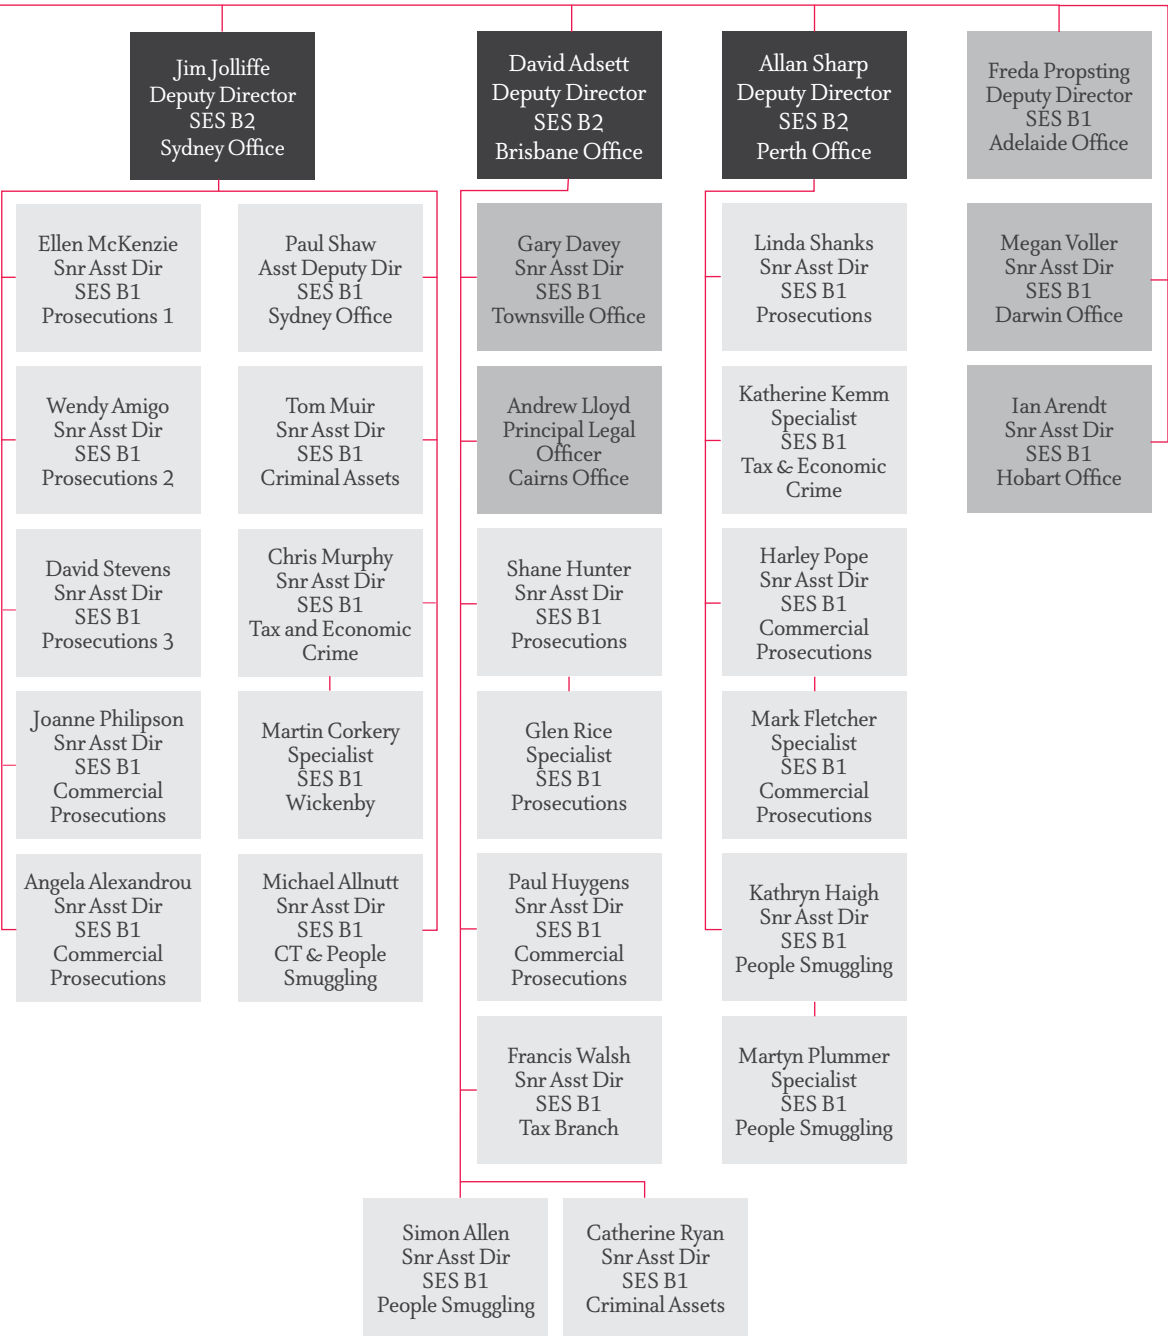 Jim Jolliffe
Deputy Director
SES B2
Sydney Office
David Adsett
Deputy Director
SES B2
Brisbane Office
Allan Sharp
Deputy Director
SES B2
Perth Office
Freda Propsting
Deputy Director
SES B1
Adelaide Office
Ellen McKenzie
Snr Asst Dir
SES B1
Prosecutions 1
Paul Shaw
Asst Deputy Dir
SES B1
Sydney Office
Gary Davey
Snr Asst Dir
SES B1
Townsville Office
Linda Shanks
Snr Asst Dir
SES B1
Prosecutions
Megan Voller
Snr Asst Dir
SES B1
Darwin Office
Wendy Amigo
Snr Asst Dir
SES B1
Prosecutions 2
Tom Muir
Snr Asst Dir
SES B1
Criminal Assets
Andrew Lloyd
Principal Legal
Officer
Cairns Office
Katherine Kemm
Specialist
SES B1
Tax & Economic
Crime
Ian Arendt
Snr Asst Dir
SES B1
Hobart Office
David Stevens
Snr Asst Dir
SES B1
Prosecutions 3
Chris Murphy
Snr Asst Dir
SES B1
Tax and Economic
Crime
Shane Hunter
Snr Asst Dir
SES B1
Prosecutions
Harley Pope
Snr Asst Dir
SES B1
Commercial
Prosecutions
Joanne Philipson
Snr Asst Dir
SES B1
Commercial
Prosecutions
Martin Corkery
Specialist
SES B1
Wickenby
Glen Rice
Specialist
SES B1
Prosecutions
Mark Fletcher
Specialist
SES B1
Commercial
Prosecutions
Angela Alexandrou
Snr Asst Dir
SES B1
Commercial
Prosecutions
Michael Allnutt
Snr Asst Dir
SES B1
CT & People
Smuggling
Paul Huygens
Snr Asst Dir
SES B1
Commercial
Prosecutions
Kathryn Haigh
Snr Asst Dir
SES B1
People Smuggling
Francis Walsh
Snr Asst Dir
SES B1
Tax Branch
Martyn Plummer
Specialist
SES B1
People Smuggling
Simon Allen
Snr Asst Dir
SES B1
People Smuggling
Catherine Ryan
Snr Asst Dir
SES B1
Criminal Assets